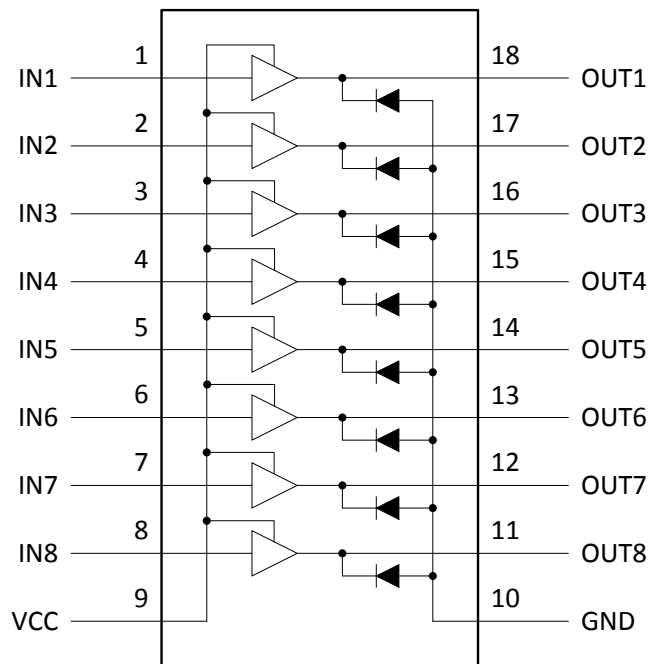 IN1 1 18 OUT1
IN2 2 17 OUT2
IN3 3 16 OUT3
IN4 4 15 OUT4
IN5 5 14 OUT5
IN6 6 13 OUT6
IN7 7 12 OUT7
IN8 8 11 OUT8
VCC 9 10 GND